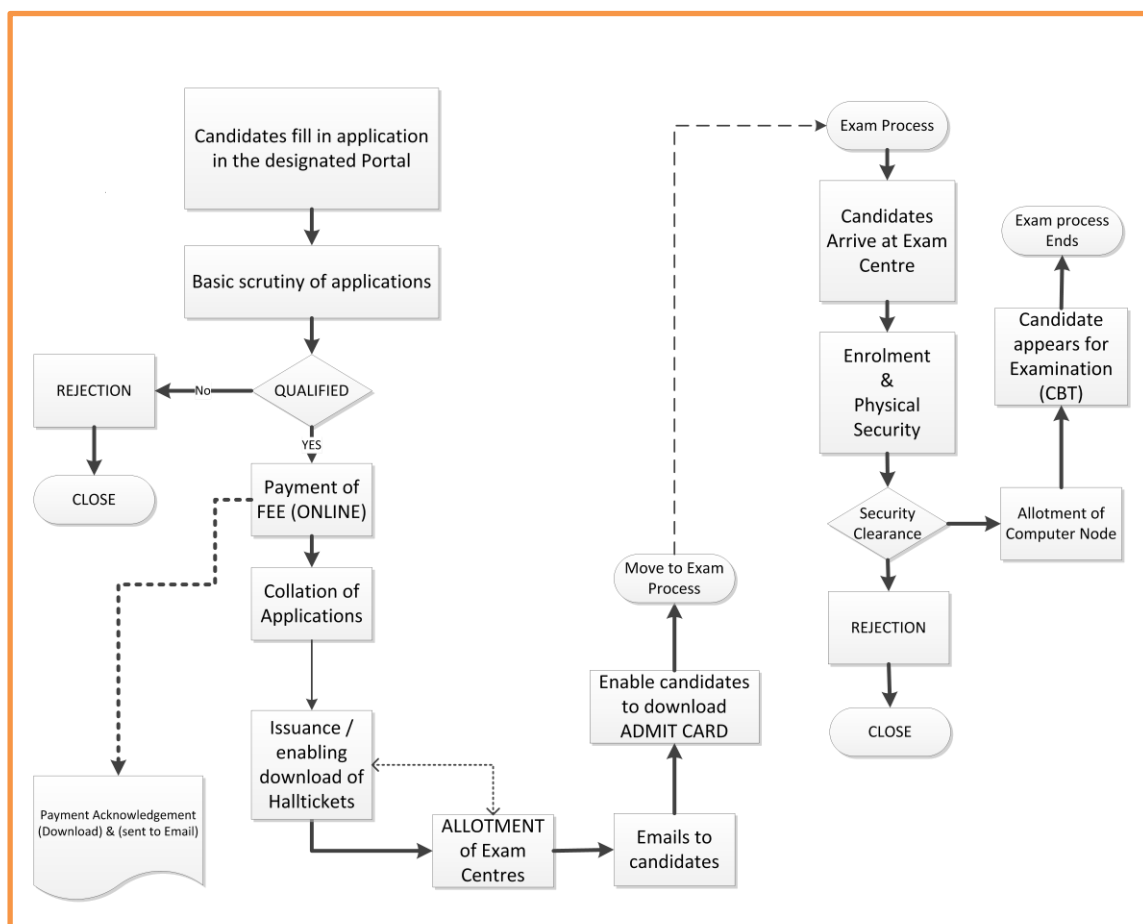 Candidates fill in application
in the designated Portal
Basic scrutiny of applications
QUALIFIED
No
REJECTION
CLOSE
YES
Payment of
FEE (ONLINE)
Collation of
Applications
Issuance /
enabling
download of
Halltickets
Payment Acknowledgement
(Download) & (sent to Email)
ALLOTMENT
of Exam
Centres
Emails to
candidates
Enable candidates
to download
ADMIT CARD
Move to Exam
Process
Exam Process
Candidates
Arrive at Exam
Centre
Enrolment
&
Physical
Security
Security
Clearance
REJECTION
CLOSE
Allotment of
Computer Node
Candidate
appears for
Examination
(CBT)
Exam process
Ends